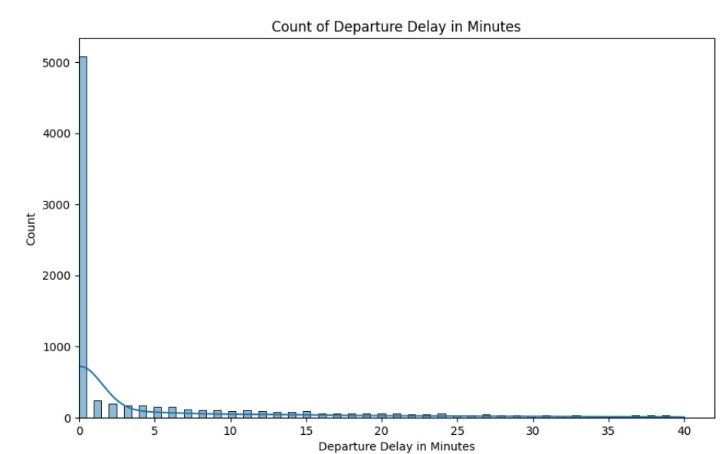 Count of Departure Delay in Minutes
5000
4000
3000
2000
1000
0
Count
0 5 10 15 20 25 30 35 40
Departure Delay in Minutes